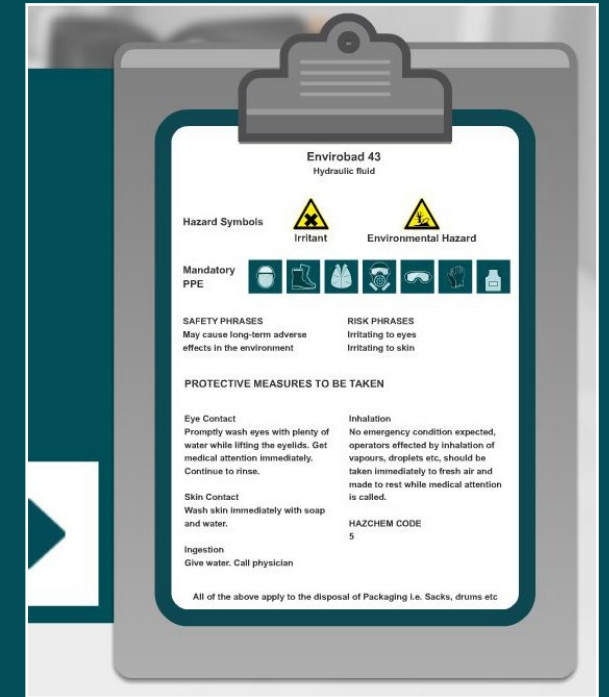 Envirobad 43
Hydraulic fluid
Hazard Symbols
Irritant
Environmental Hazard
Mandatory
PPE
SAFETY PHRASES
May cause long-term adverse
effects in the environment
RISK PHRASES
Irritating to eyes
Irritating to skin
PROTECTIVE MEASURES TO BE TAKEN
Eye Contact
Promptly wash eyes with plenty of
water while lifting the eyelids. Get
medical attention immediately.
Continue to rinse.
Skin Contact
Wash skin immediately with soap
and water.
Ingestion
Give water. Call physician
Inhalation
No emergency condition expected,
operators effected by inhalation of
vapours, droplets etc, should be
taken immediately to fresh air and
made to rest while medical attention
is called.
HAZCHEM CODE
5
All of the above apply to the disposal of Packaging i.e. Sacks, drums etc